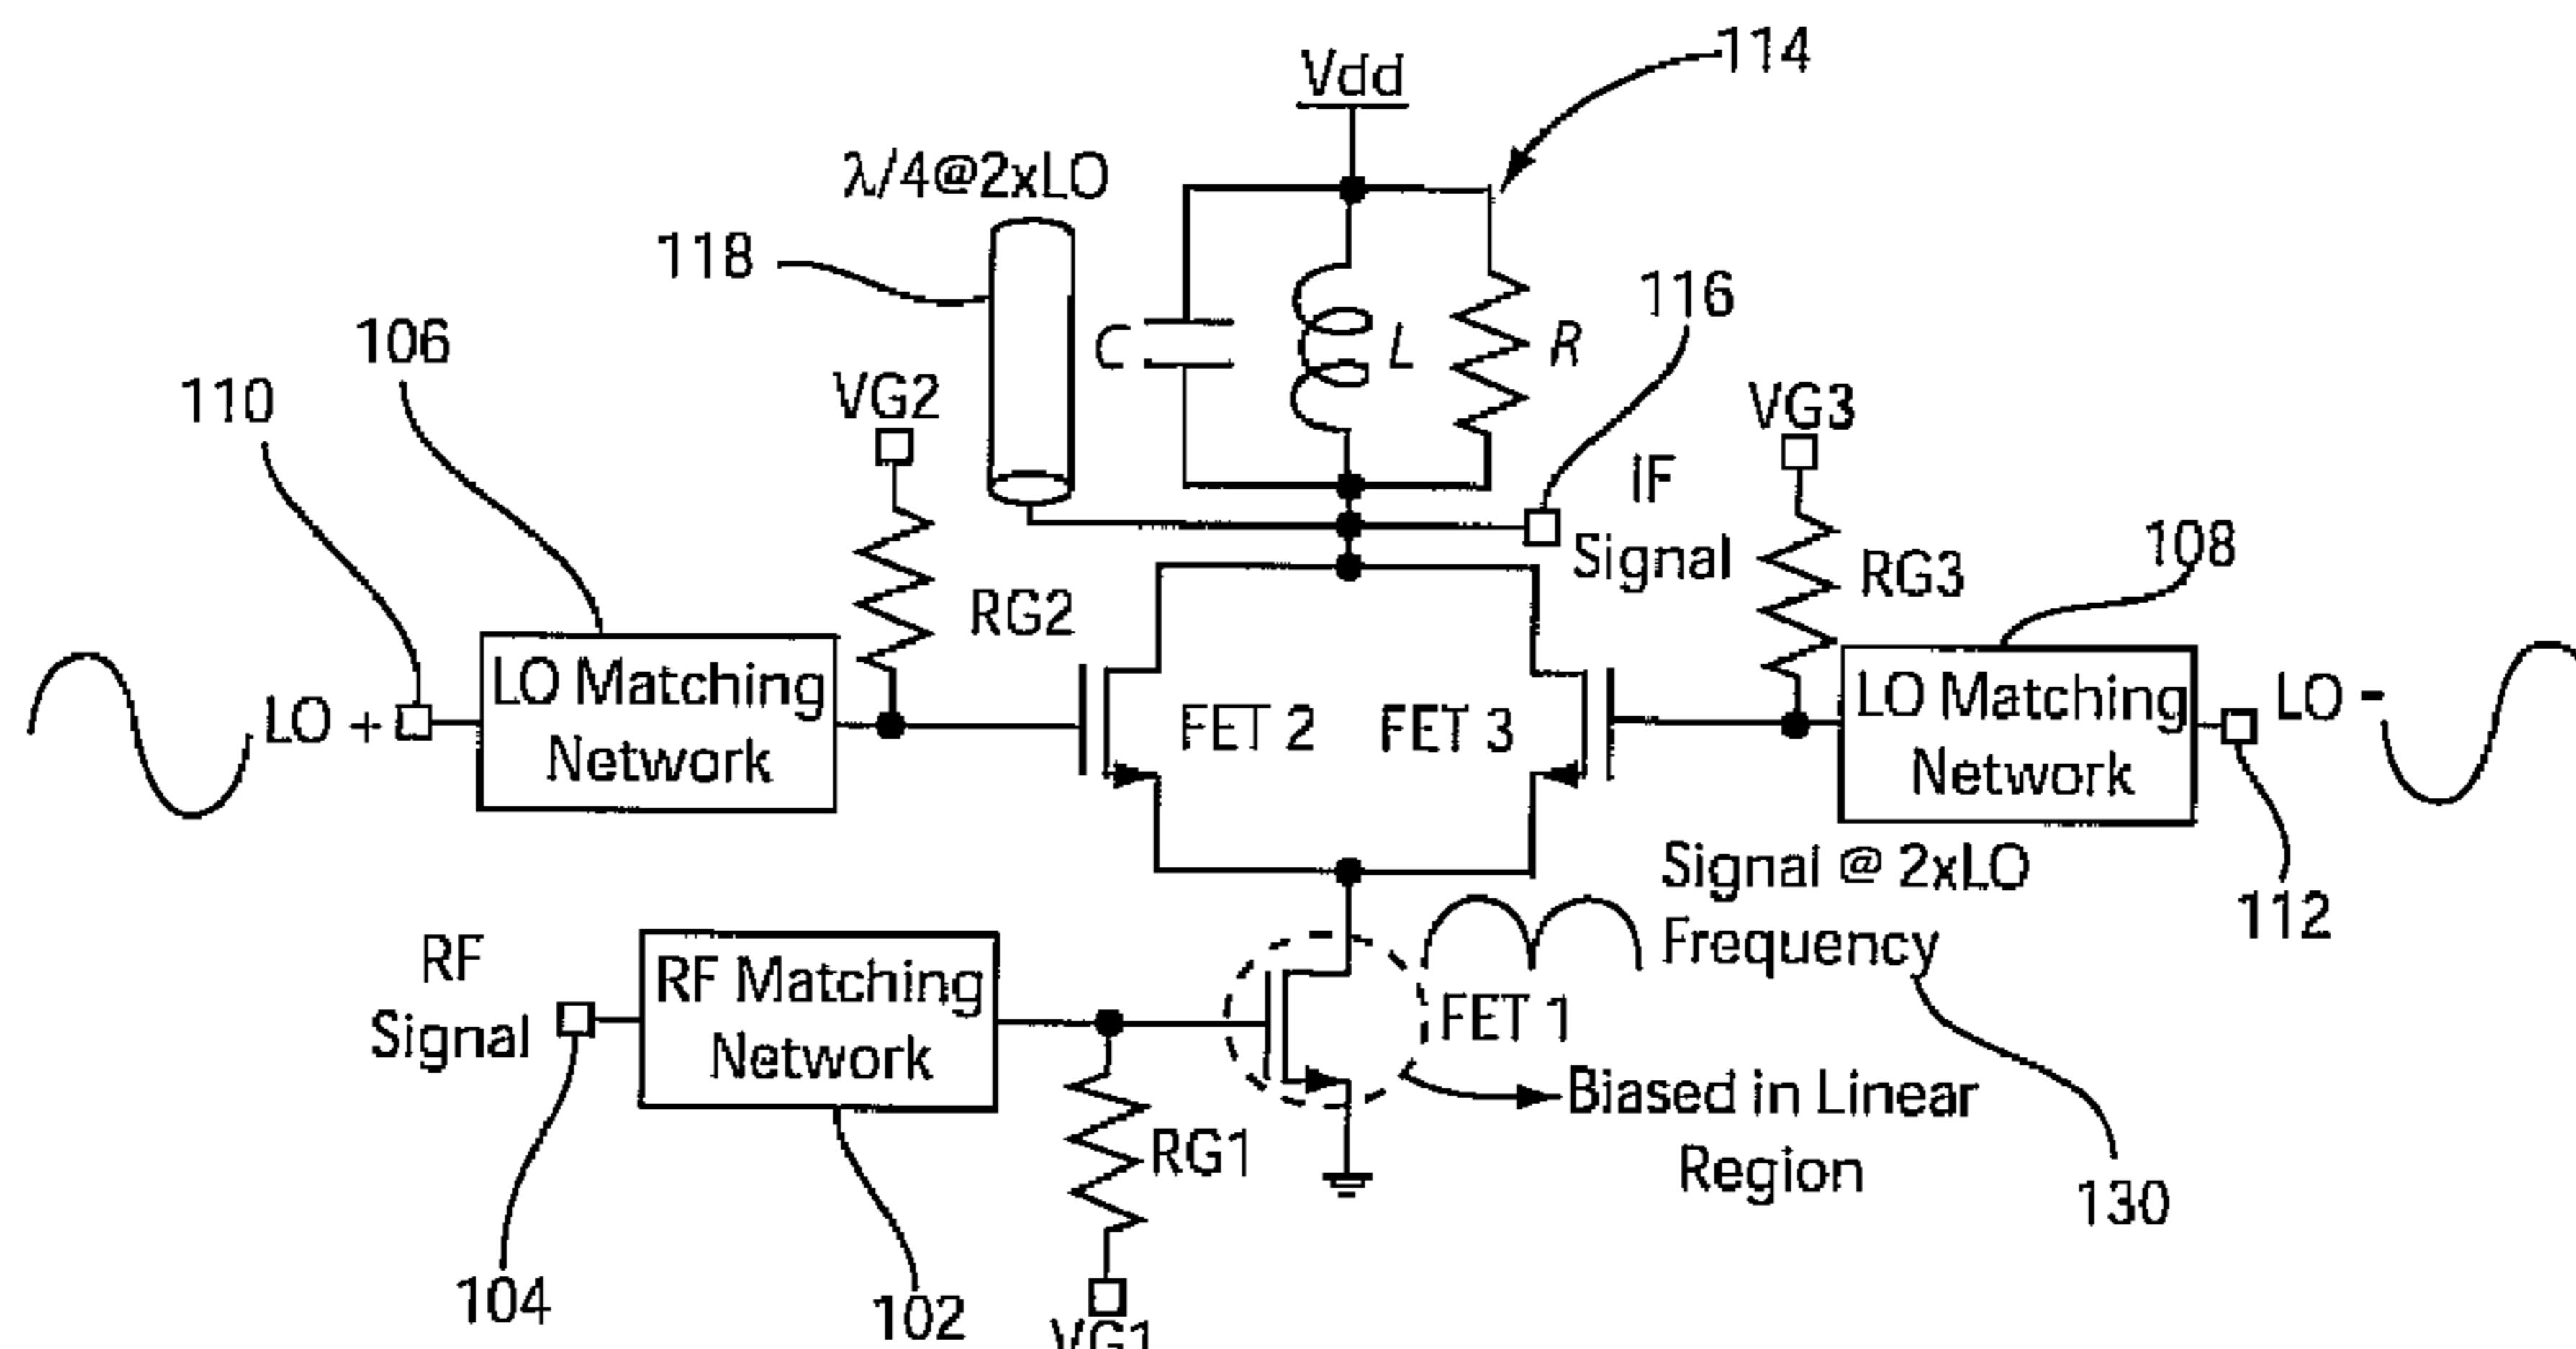 114
Vdd
λ/4@2xLO
118
116
106
C
L
R
110
VG2
VG3
IF
Signal
108
RG2
RG3
LO Matching
Network
LO +
FET 2
FET 3
LO Matching
Network
LO -
Signal @ 2xLO
Frequency
112
RF
Signal
RF Matching
Network
FET 1
Biased in Linear
Region
RG1
130
104
102
VG1